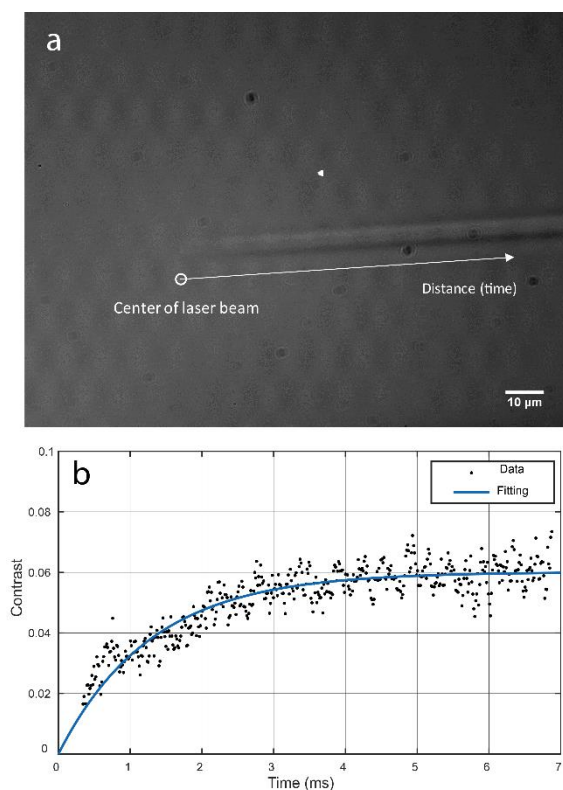 a
Center of laser beam
Distance (time)
10 µm
b
Data
Fitting
0.1
0.08
0.06
0.04
0.02
0
Contrast
0 1 2 3 4 5 6 7
Time (ms)